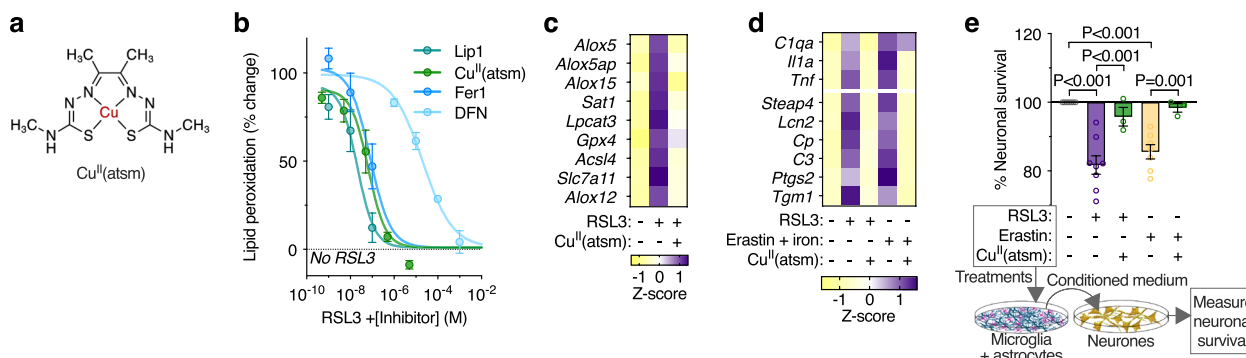 a
CH₃
H₃C
N
N
N
N
Cu
H₃C
CH₃
N
S
S
N
H
H
Cuᴵᴵ(atsm)
b
Lipid peroxidation (% change)
100
50
0
Lip1
Cuᴵᴵ(atsm)
Fer1
DFN
No RSL3
10⁻¹⁰ 10⁻⁸ 10⁻⁶ 10⁻⁴ 10⁻²
RSL3 +[Inhibitor] (M)
c
Alox5
Alox5ap
Alox15
Sat1
Lpcat3
Gpx4
Acsl4
Slc7a11
Alox12
RSL3: - + +
Cuᴵᴵ(atsm): - - +
-1 0 1
Z-score
d
C1qa
Il1a
Tnf
Steap4
Lcn2
Cp
C3
Ptgs2
Tgm1
RSL3: - + + - -
Erastin + iron: - - - + +
Cuᴵᴵ(atsm): - - + - +
-1 0 1
Z-score
e
% Neuronal survival
120
100
80
P<0.001
P<0.001
P<0.001
P=0.001
RSL3: - + + - -
Erastin: - - - + +
Cuᴵᴵ(atsm): - - + - +
Treatments
Conditioned medium
Microglia
+ astrocytes
Neurones
Measure
neurona
surviva